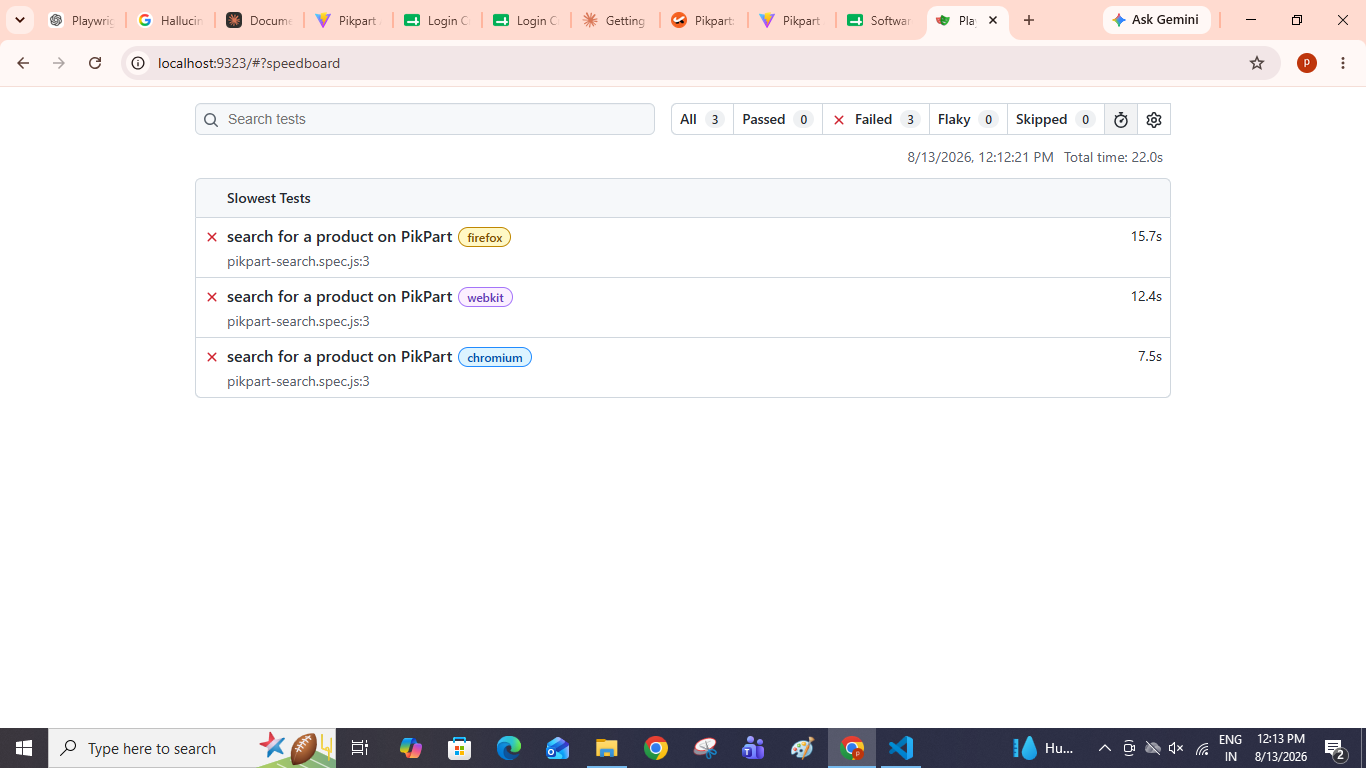 Playwrig
Hallucin
Docume
Pikpart
Login C
Login C
Getting
Pikpart:
Pikpart
Softwar
Play
Ask Gemini
localhost:9323/#?speedboard
p
Search tests
All 3
Passed 0
Failed 3
Flaky 0
Skipped 0
8/13/2026, 12:12:21 PM Total time: 22.0s
Slowest Tests
search for a product on PikPart firefox 15.7s
pikpart-search.spec.js:3
search for a product on PikPart webkit 12.4s
pikpart-search.spec.js:3
search for a product on PikPart chromium 7.5s
pikpart-search.spec.js:3
Type here to search
Hu...
ENG
IN
12:13 PM
8/13/2026
2